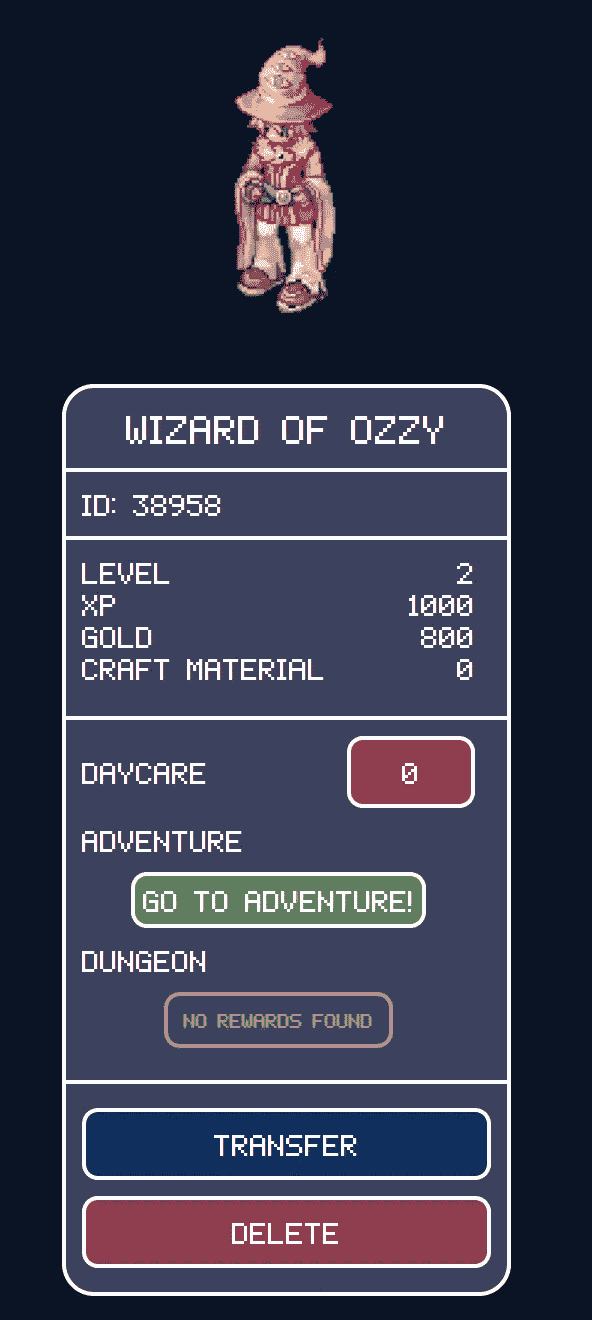 WIZARD OF OZZY
ID: 38958
LEVEL 2
XP 1000
GOLD 800
CRAFT MATERIAL 0
DAYCARE 0
ADVENTURE
GO TO ADVENTURE!
DUNGEON
NO REWARDS FOUND
TRANSFER
DELETE